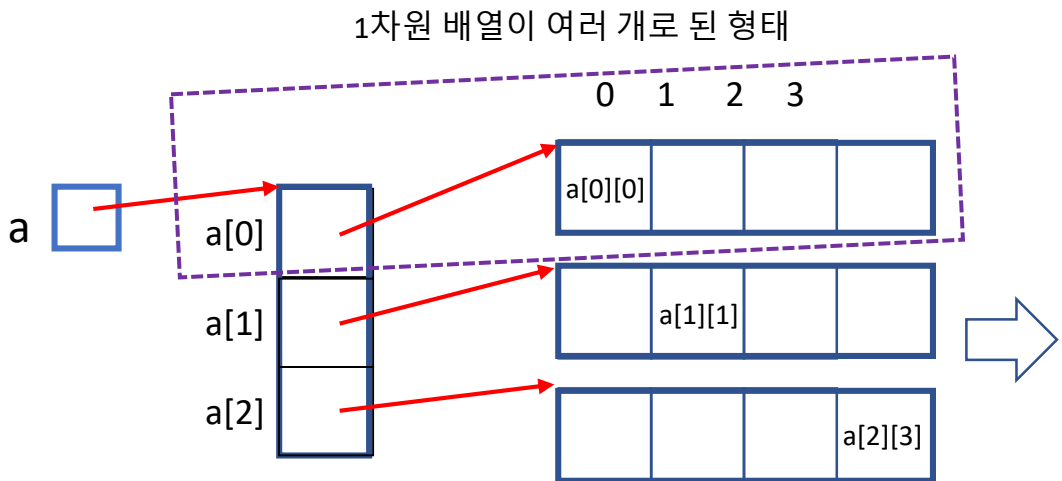 1차원 배열이 여러 개로 된 형태
0 1 2 3
a
a[0]
a[0][0]
a[1]
a[1][1]
a[2]
a[2][3]